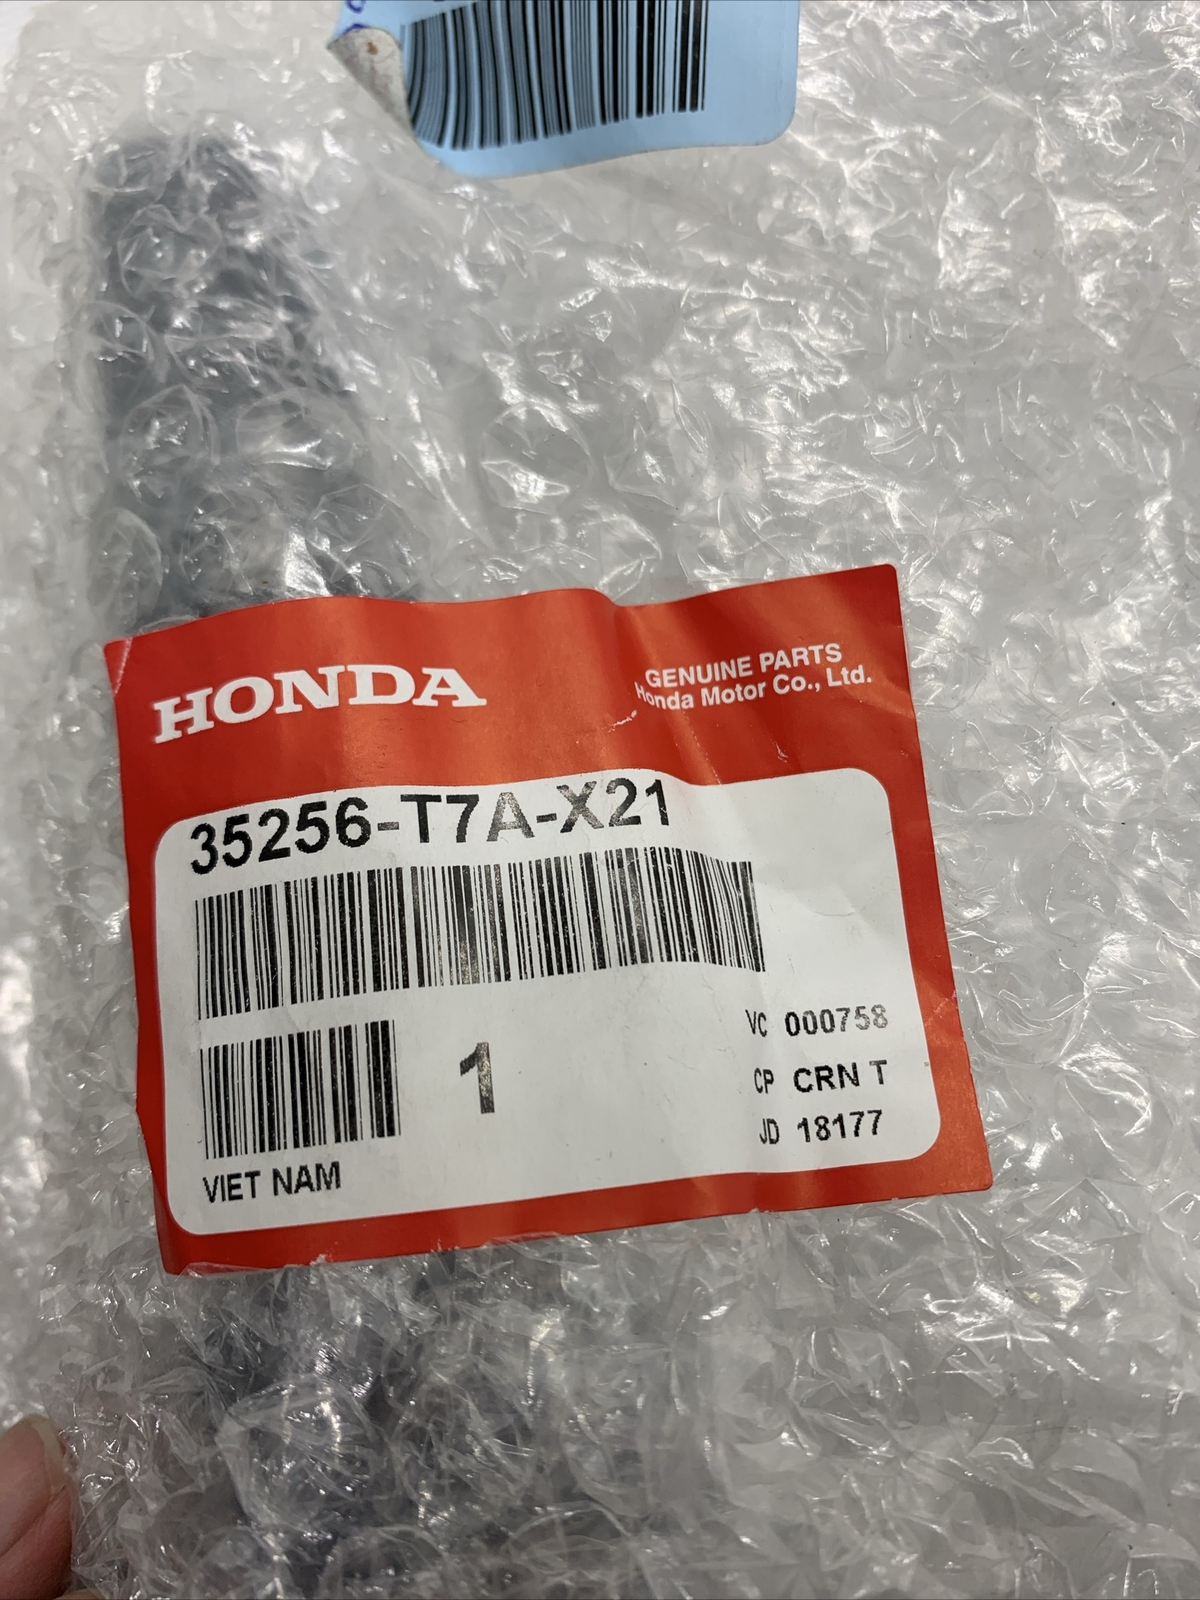 HONDA
GENUINE PARTS
Honda Motor Co., Ltd.
35256-T7A-X21
1
VC 000758
CP CRN T
JD 18177
VIET NAM